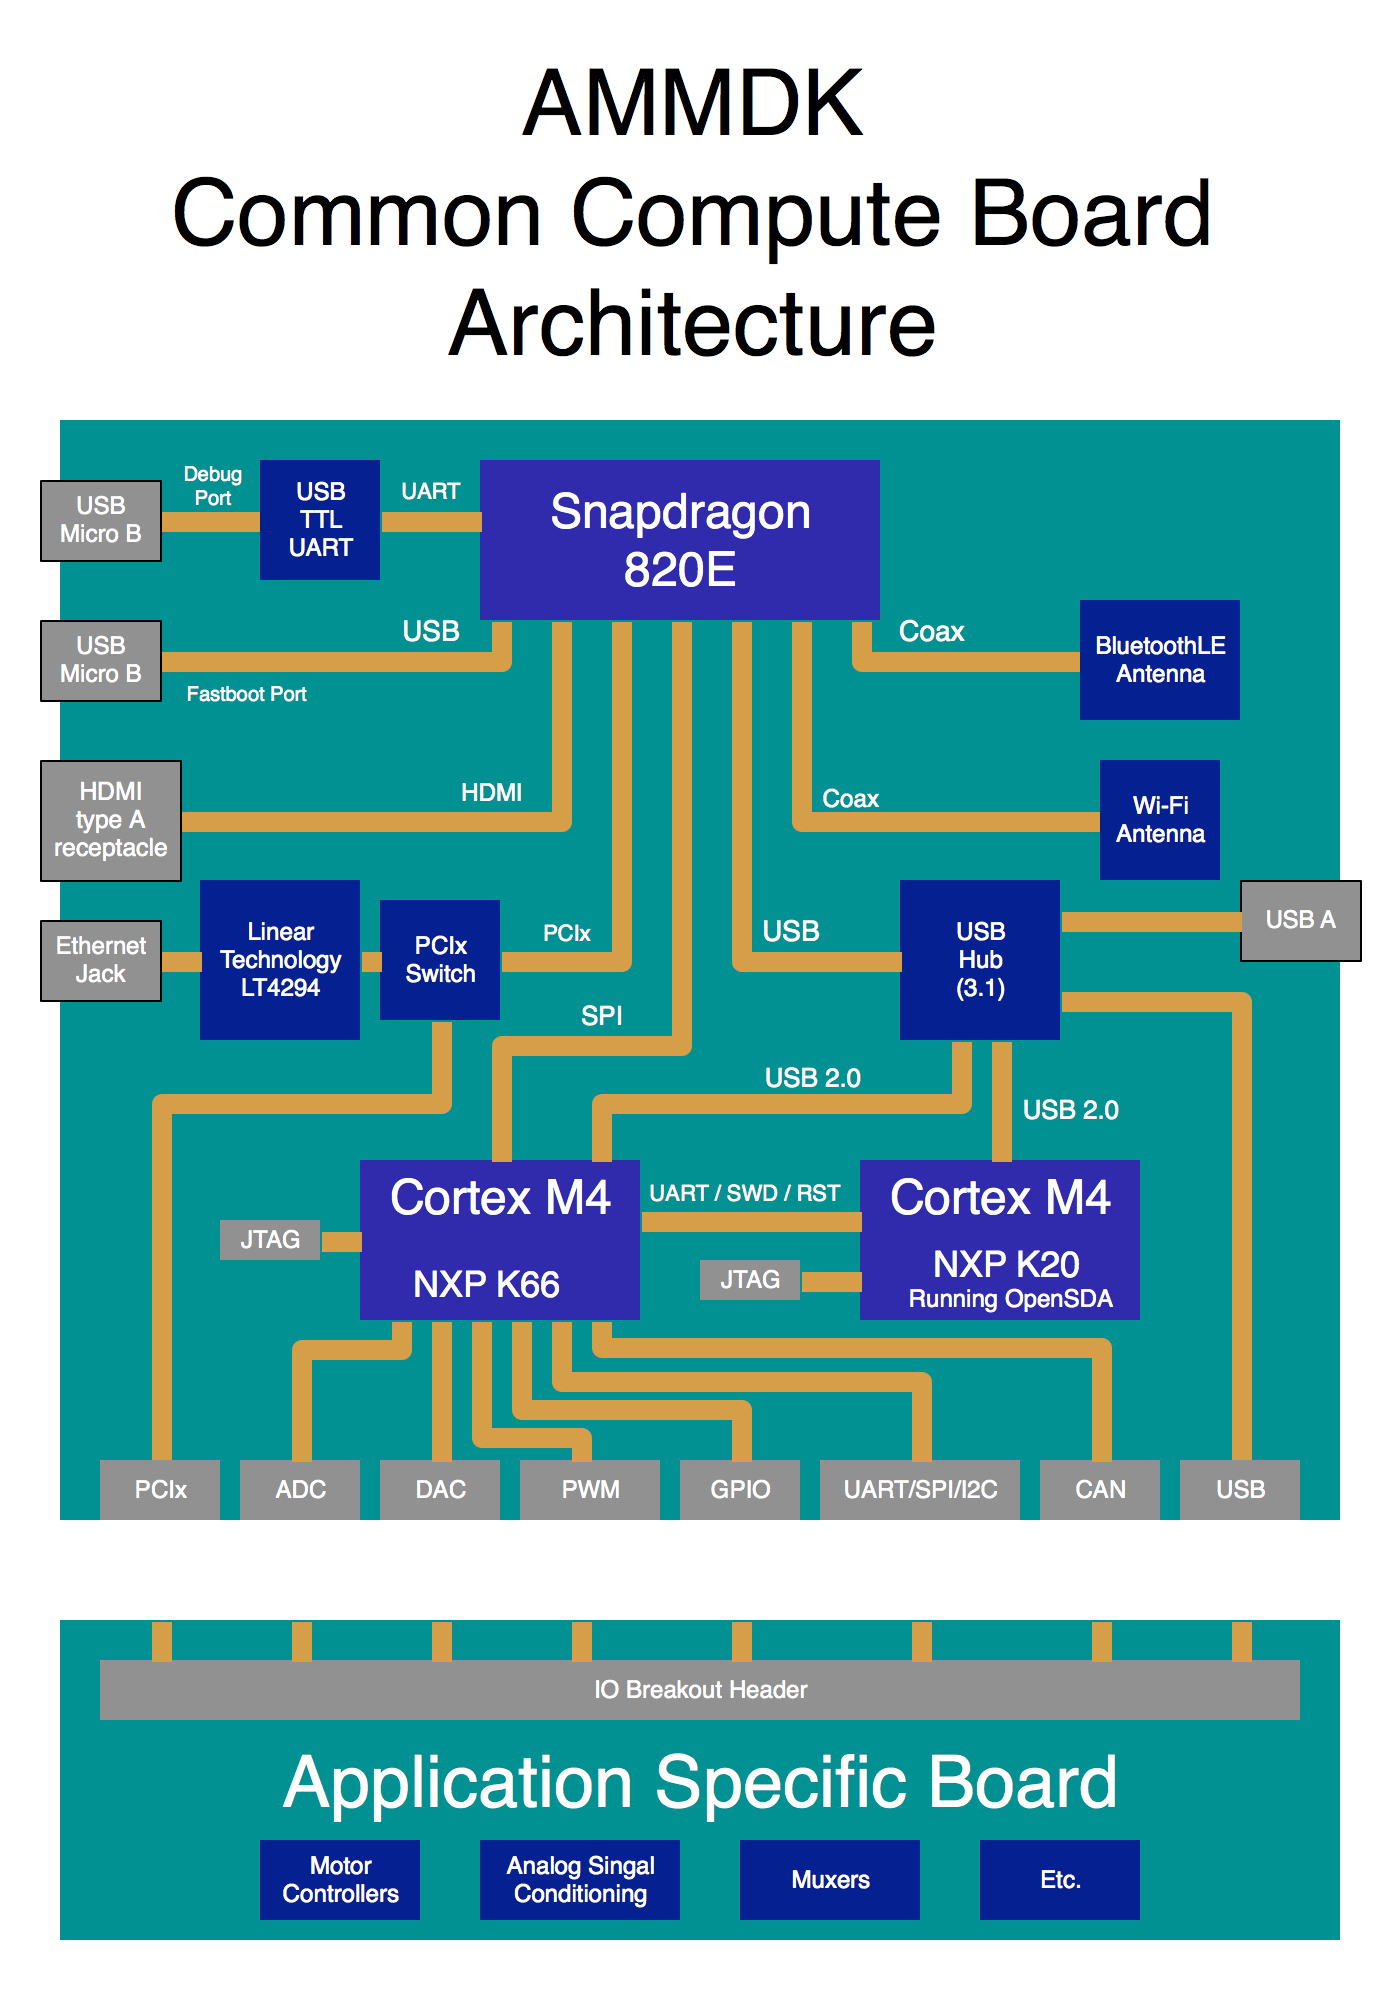 AMMDK
Common Compute Board
Architecture
Debug
Port
USB
Micro B
USB
TTL
UART
UART
Snapdragon
820E
USB
Micro B
USB
Fastboot Port
Coax
BluetoothLE
Antenna
HDMI
type A
receptacle
HDMI
Coax
Wi-Fi
Antenna
Ethernet
Jack
Linear
Technology
LT4294
PCIx
Switch
PCIx
USB
USB
Hub
(3.1)
USB A
SPI
USB 2.0
USB 2.0
JTAG
Cortex M4
NXP K66
UART / SWD / RST
JTAG
Cortex M4
NXP K20
Running OpenSDA
PCIx
ADC
DAC
PWM
GPIO
UART/SPI/I2C
CAN
USB
IO Breakout Header
Application Specific Board
Motor
Controllers
Analog Singal
Conditioning
Muxers
Etc.